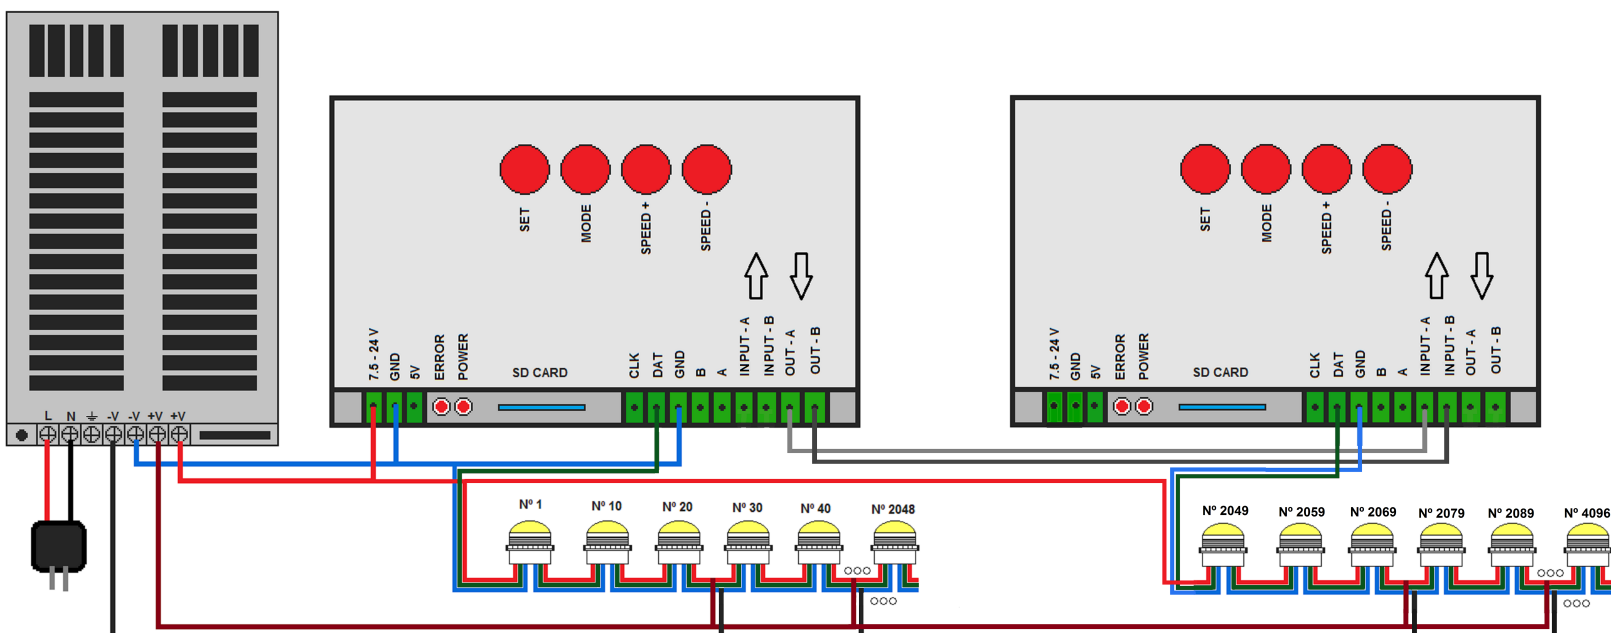 L N -V -V +V +V
SET
MODE
SPEED +
SPEED -
7.5 - 24 V
GND
5V
ERROR
POWER
SD CARD
CLK
DAT
GND
B
A
INPUT - A
INPUT - B
OUT - A
OUT - B
SET
MODE
SPEED +
SPEED -
7.5 - 24 V
GND
5V
ERROR
POWER
SD CARD
CLK
DAT
GND
B
A
INPUT - A
INPUT - B
OUT - A
OUT - B
Nº 1
Nº 10
Nº 20
Nº 30
Nº 40
Nº 2048
Nº 2049
Nº 2059
Nº 2069
Nº 2079
Nº 2089
Nº 4096